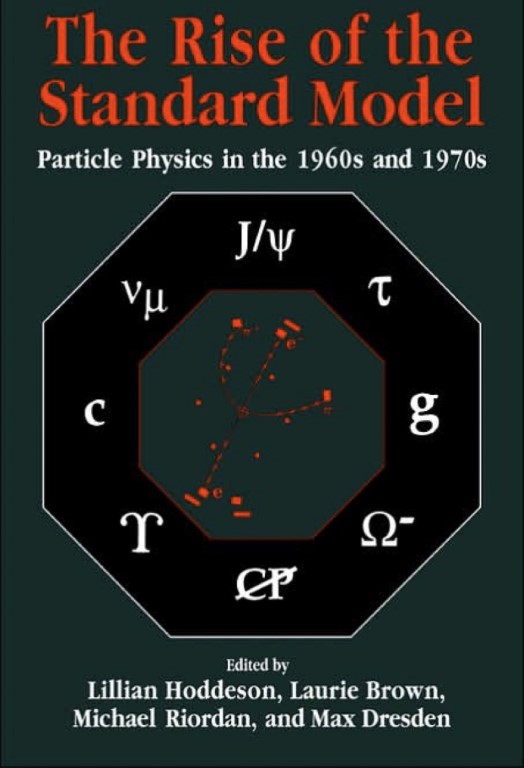 The Rise of the
Standard Model
Particle Physics in the 1960s and 1970s
J/ψ
νμ
τ
c
g
ϒ
Ω-
CP
e
e
Edited by
Lillian Hoddeson, Laurie Brown,
Michael Riordan, and Max Dresden